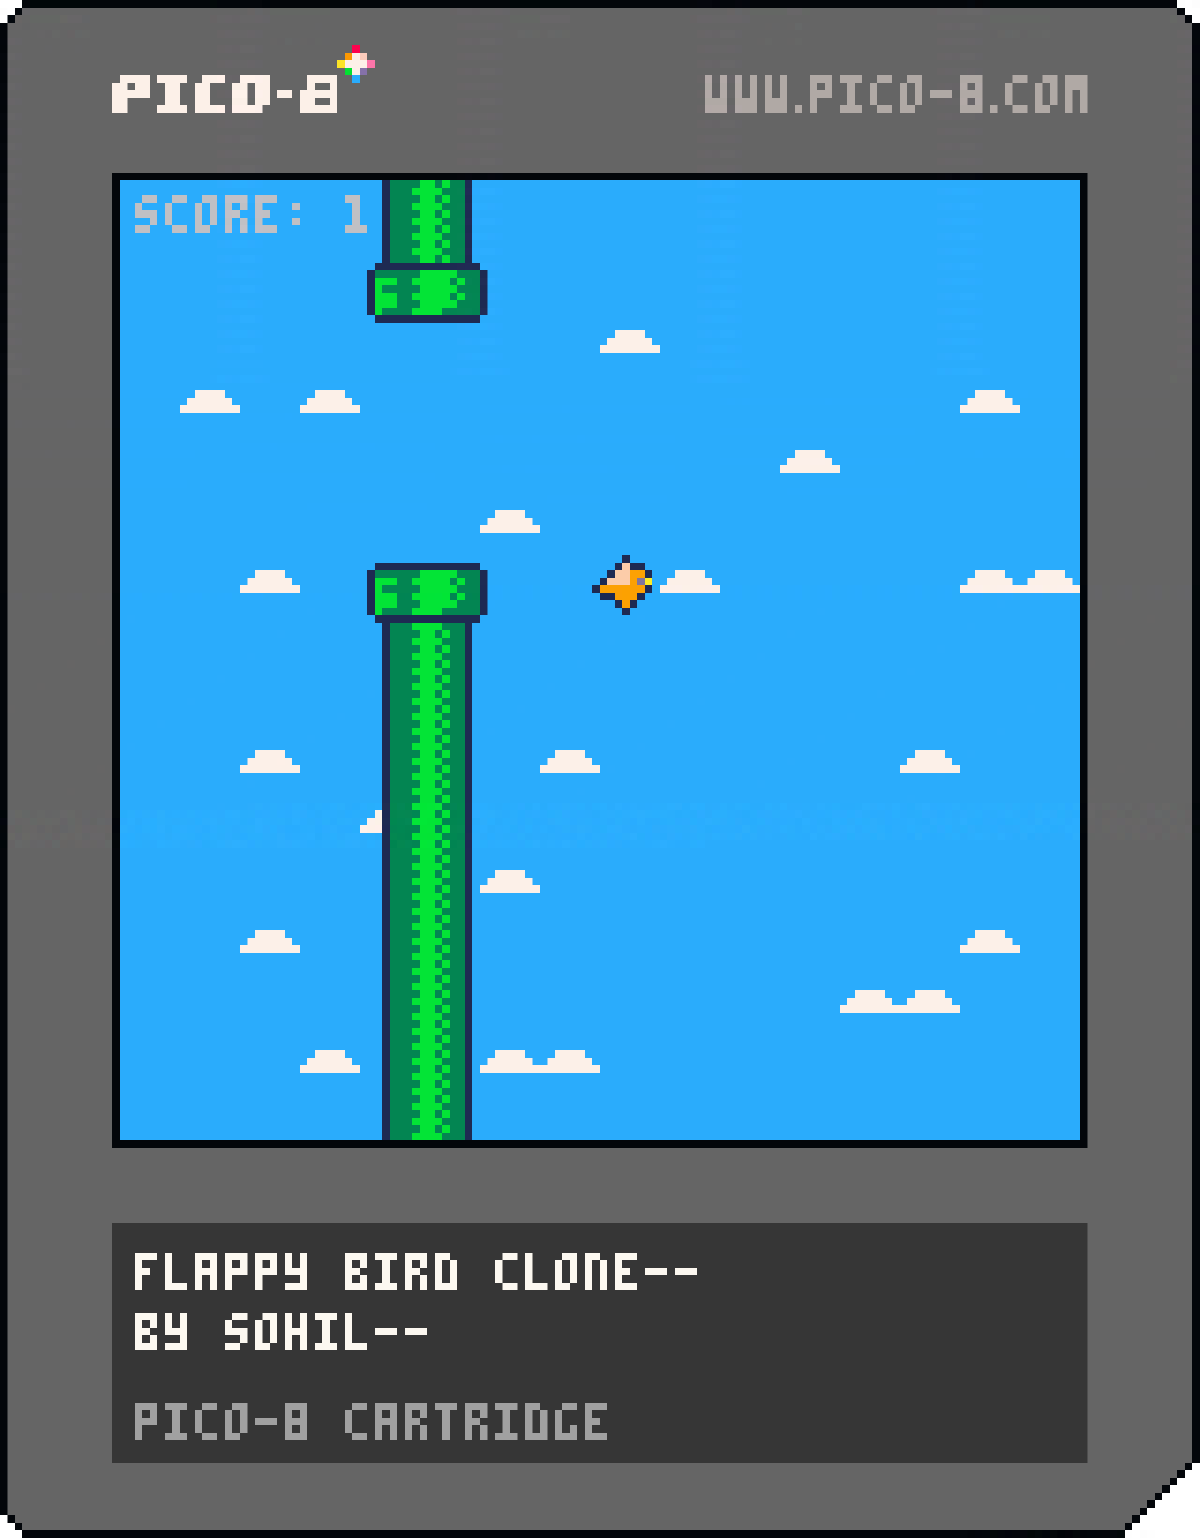 PICO-8
WWW.PICO-8.COM
SCORE: 1
FLAPPY BIRD CLONE--
BY SOHIL--
PICO-8 CARTRIDGE